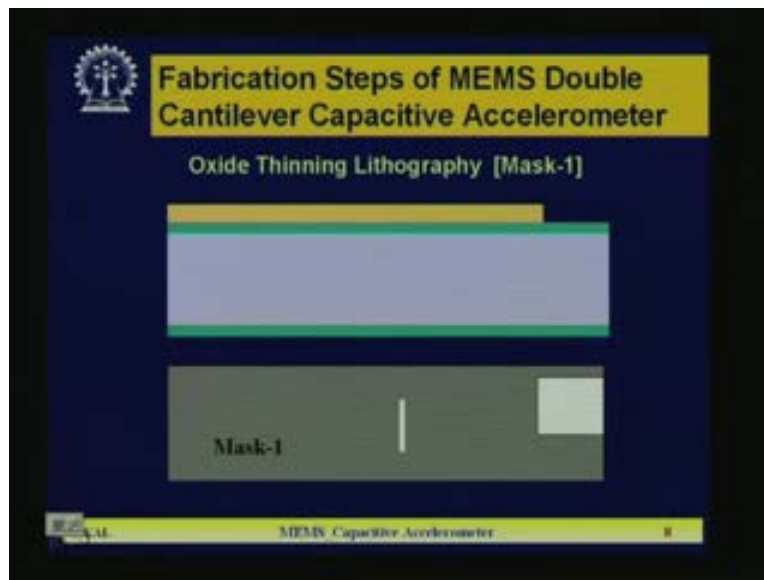 Fabrication Steps of MEMS Double
Cantilever Capacitive Accelerometer
Oxide Thinning Lithography [Mask-1]
Mask-1
MEMS Capacitive Accelerometer
8